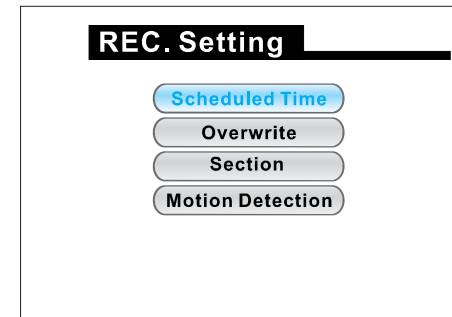 REC. Setting
Scheduled Time
Overwrite
Section
Motion Detection